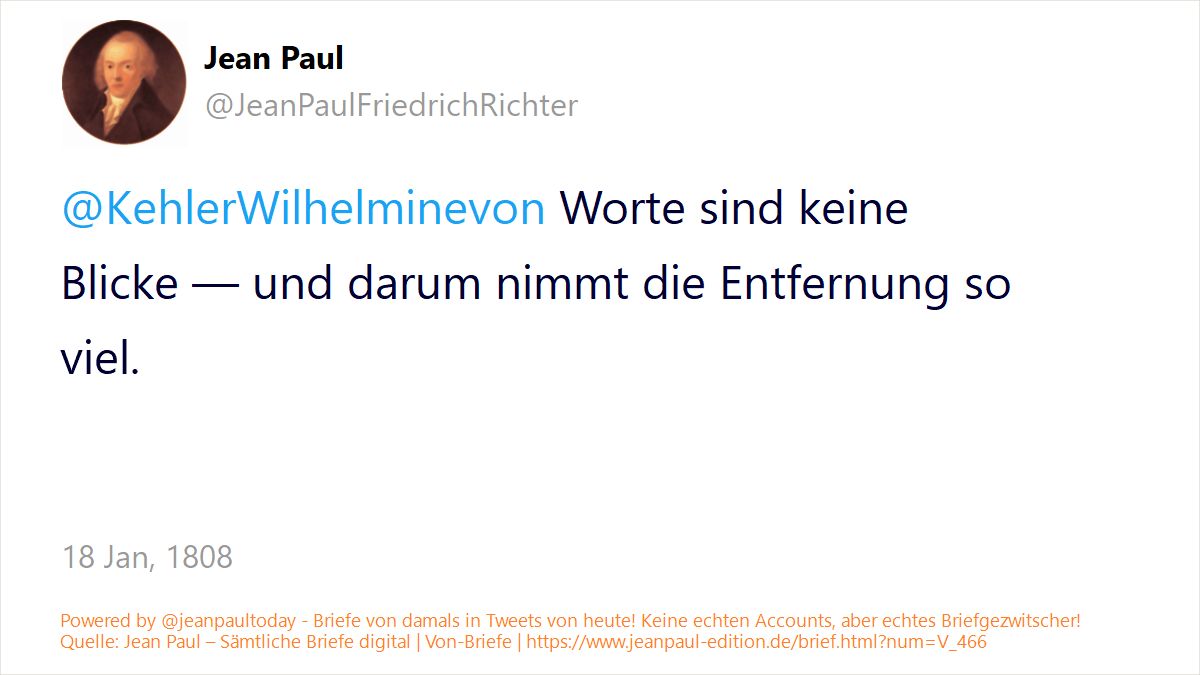 Jean Paul
@JeanPaulFriedrichRichter
@KehlerWilhelminevon Worte sind keine
Blicke — und darum nimmt die Entfernung so
viel.
18 Jan, 1808
Powered by @jeanpaultoday - Briefe von damals in Tweets von heute! Keine echten Accounts, aber echtes Briefgezwitscher!
Quelle: Jean Paul – Sämtliche Briefe digital | Von-Briefe | https://www.jeanpaul-edition.de/brief.html?num=V_466